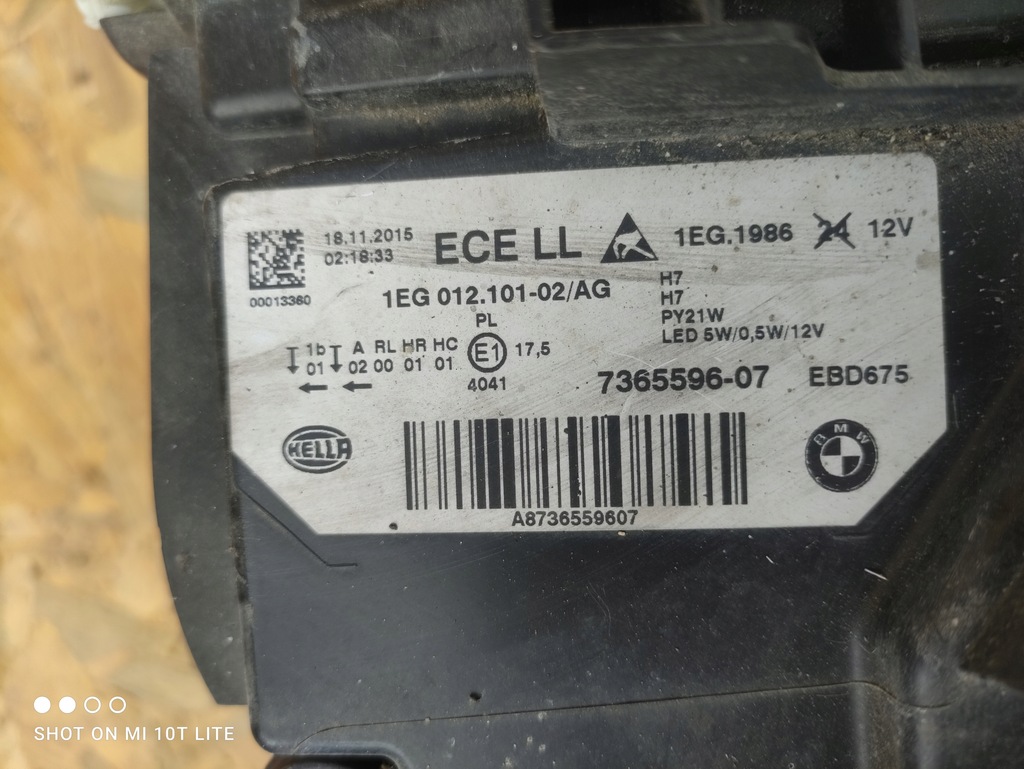 18.11.2015
02:18:33
00013360
ECE LL
1EG.1986 24 12V
1EG 012.101-02/AG
H7
H7
PY21W
LED 5W/0,5W/12V
PL
1b A RL HR HC
01 02 00 01 01
E1 17,5
4041
7365596-07 EBD675
HELLA
BMW
A8736559607
SHOT ON MI 10T LITE